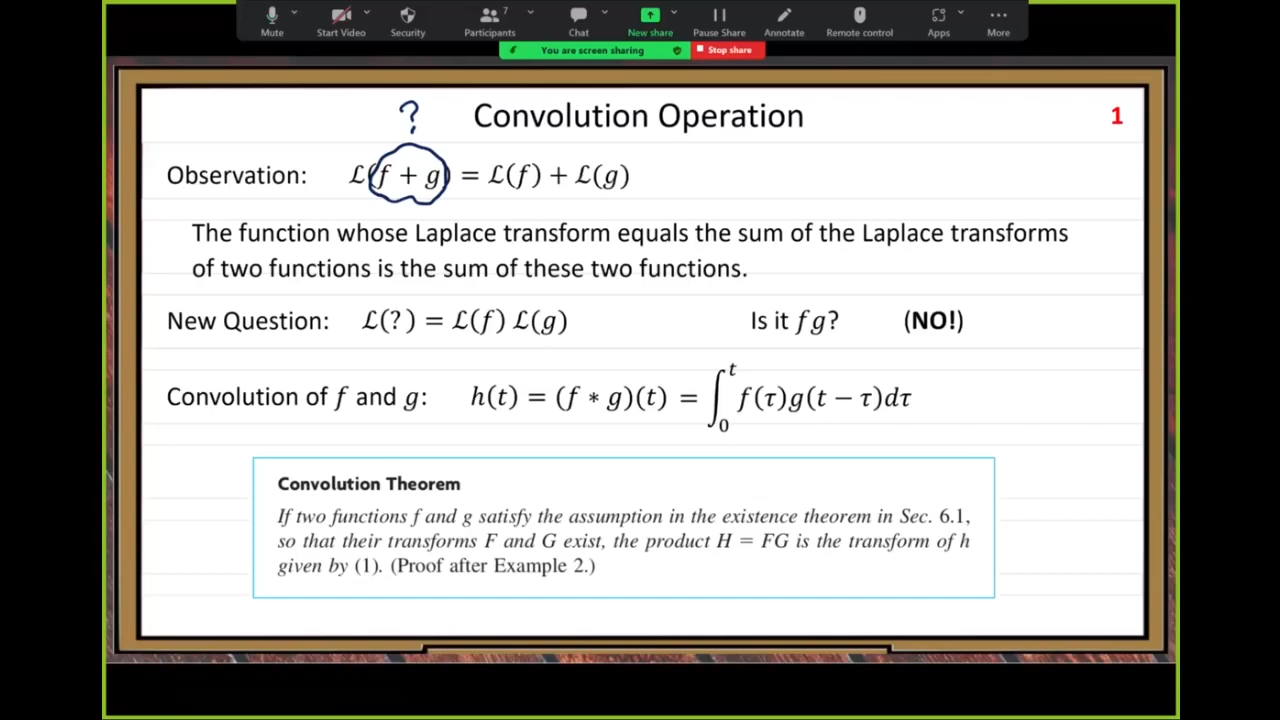 7
Mute Start Video Security Participants Chat New share Pause Share Annotate Remote control Apps More
You are screen sharing Stop share
?
Convolution Operation 1
Observation: ℒ(f + g) = ℒ(f) + ℒ(g)
The function whose Laplace transform equals the sum of the Laplace transforms
of two functions is the sum of these two functions.
New Question: ℒ(?) = ℒ(f) ℒ(g) Is it fg? (NO!)
Convolution of f and g: h(t) = (f * g)(t) = ∫₀ᵗ f(τ)g(t − τ)dτ
Convolution Theorem
If two functions f and g satisfy the assumption in the existence theorem in Sec. 6.1,
so that their transforms F and G exist, the product H = FG is the transform of h
given by (1). (Proof after Example 2.)